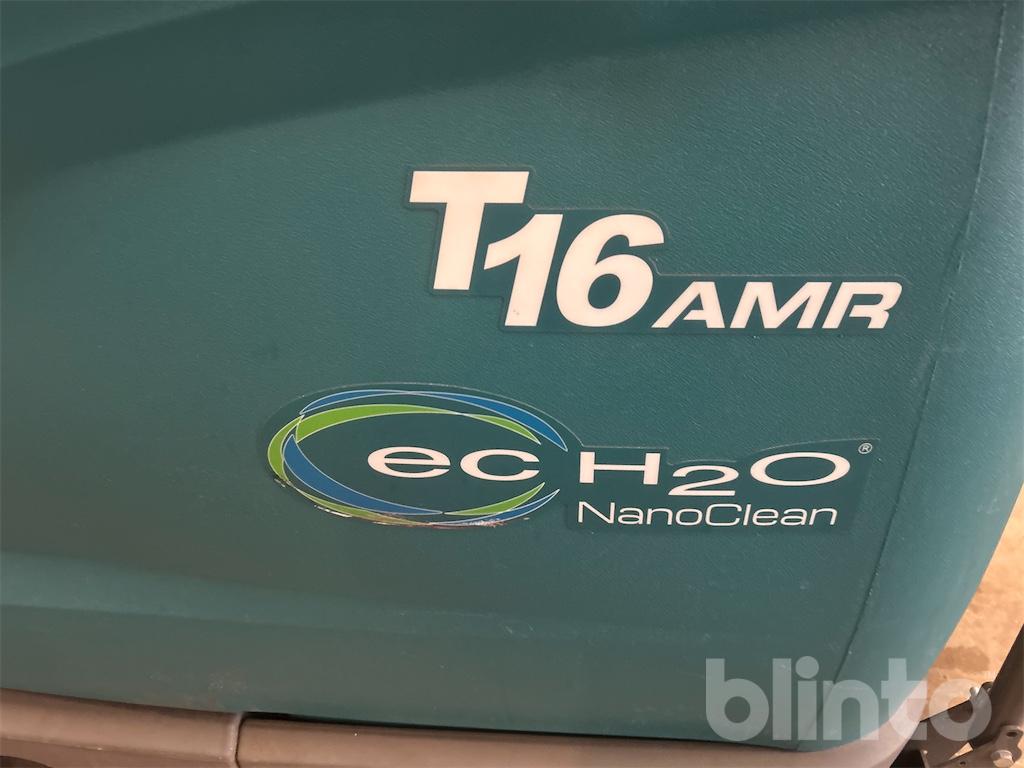 T16 AMR
ec H2O ®
NanoClean
blinto